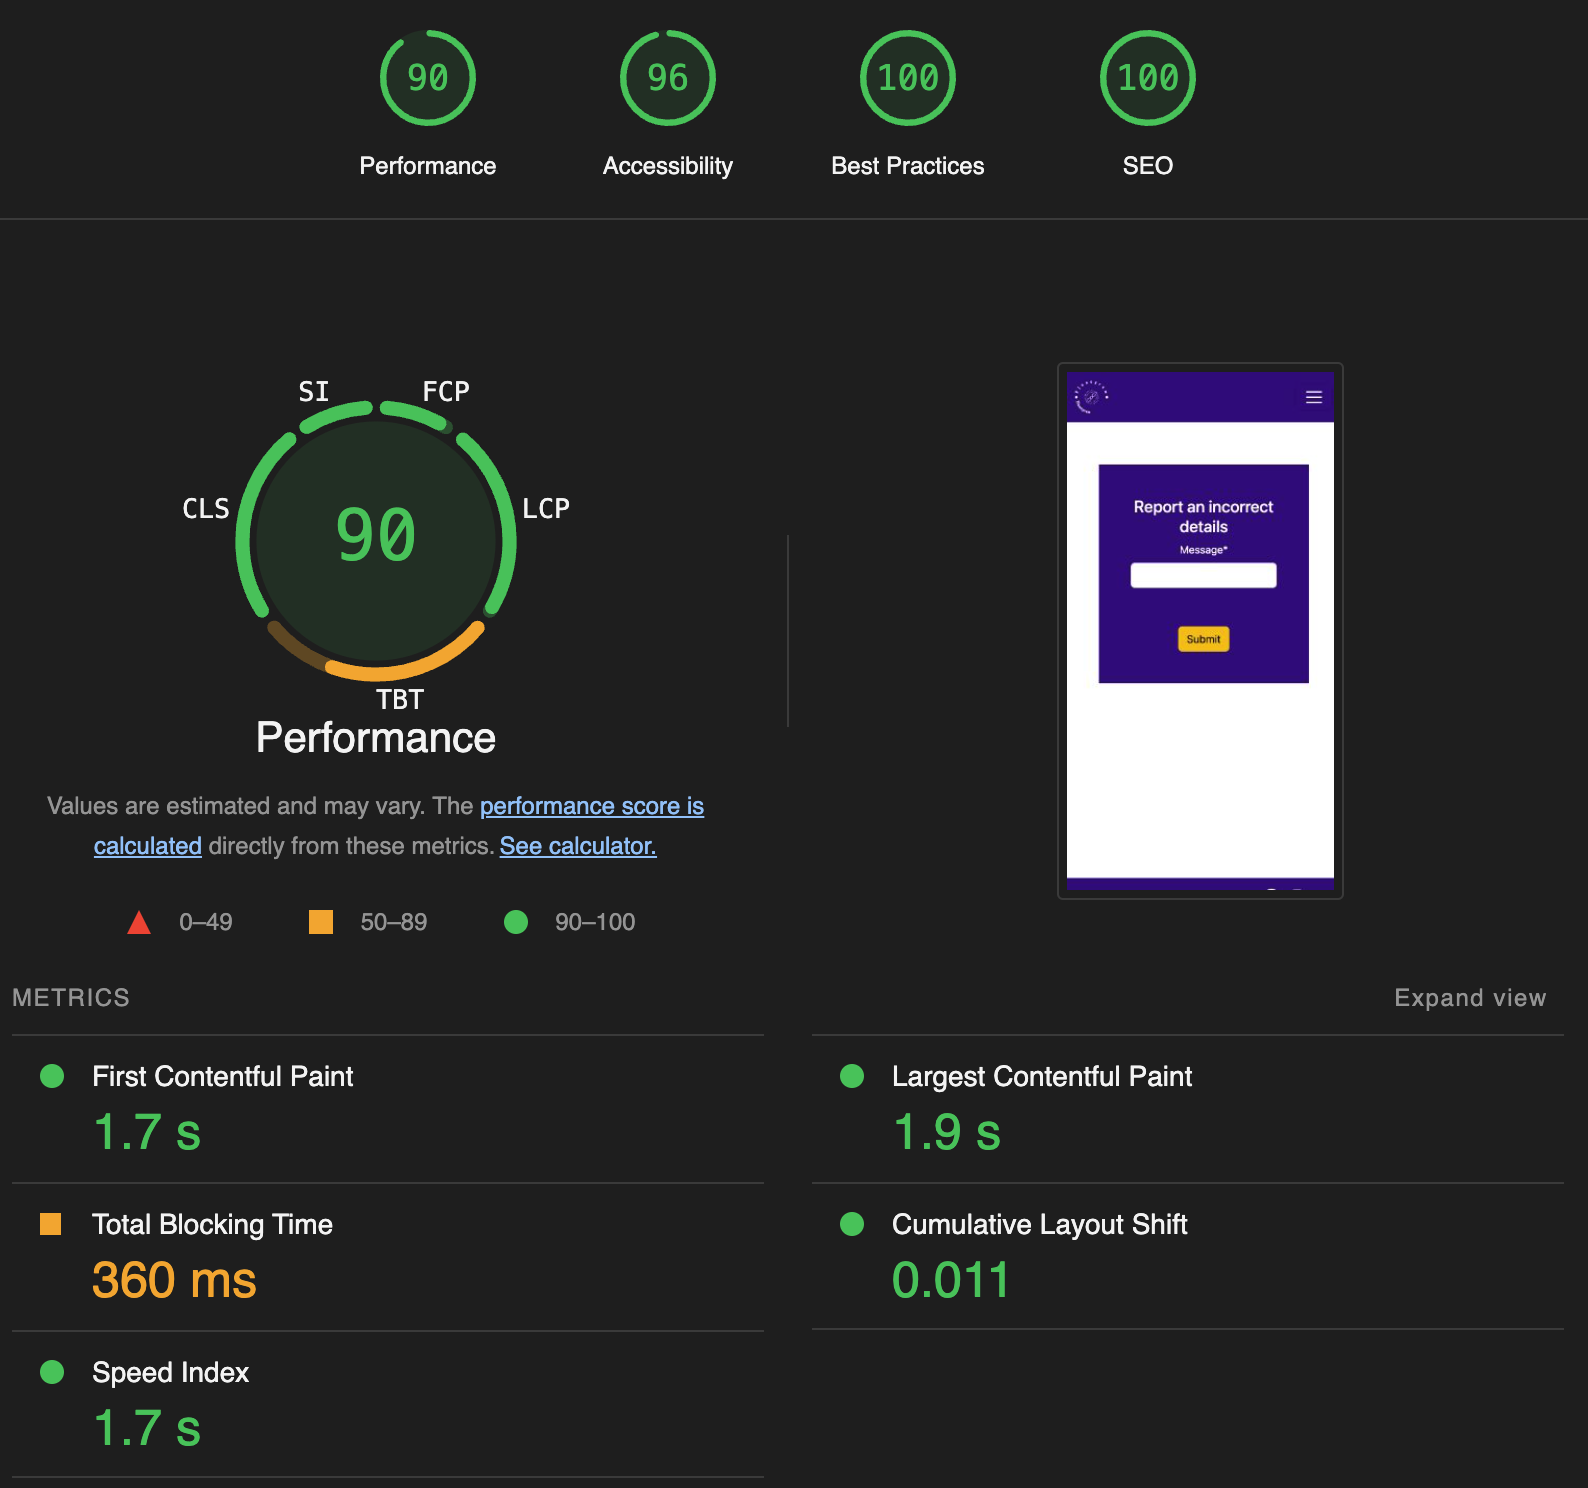 90
96
100
100
Performance
Accessibility
Best Practices
SEO
SI
FCP
CLS
LCP
90
TBT
Performance
Values are estimated and may vary. The performance score is
calculated directly from these metrics. See calculator.
0–49
50–89
90–100
Report an incorrect
details
Message*
Submit
METRICS
Expand view
First Contentful Paint
1.7 s
Largest Contentful Paint
1.9 s
Total Blocking Time
360 ms
Cumulative Layout Shift
0.011
Speed Index
1.7 s